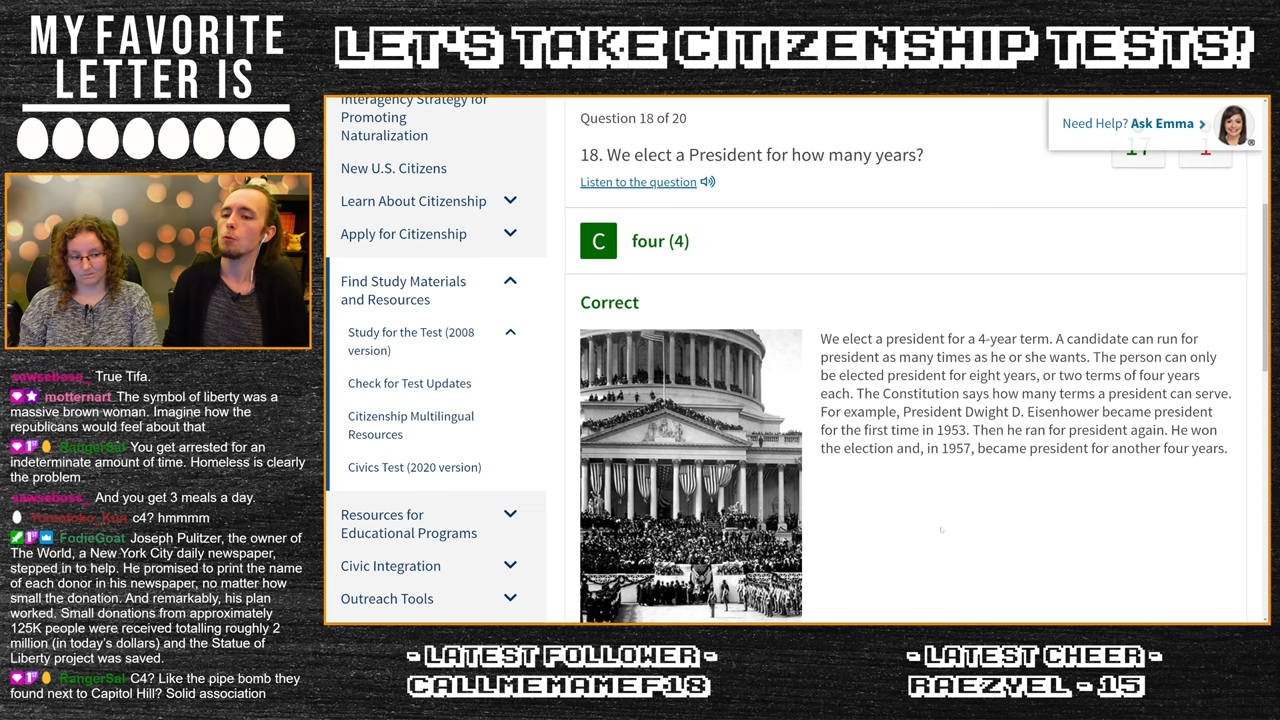 MY FAVORITE
LETTER IS
LET'S TAKE CITIZENSHIP TESTS!
sawseboss_ True Tifa.
motternart The symbol of liberty was a
massive brown woman. Imagine how the
republicans would feel about that
RangerSal You get arrested for an
indeterminate amount of time. Homeless is clearly
the problem
sawseboss_ And you get 3 meals a day.
c4? hmmmm
FodieGoat Joseph Pulitzer, the owner of
The World, a New York City daily newspaper,
stepped in to help. He promised to print the name
of each donor in his newspaper, no matter how
small the donation. And remarkably, his plan
worked. Small donations from approximately
125K people were received totalling roughly 2
million (in today's dollars) and the Statue of
Liberty project was saved.
RangerSal C4? Like the pipe bomb they
found next to Capitol Hill? Solid association
Interagency Strategy for
Promoting
Naturalization
New U.S. Citizens
Learn About Citizenship
Apply for Citizenship
Find Study Materials
and Resources
Study for the Test (2008
version)
Check for Test Updates
Citizenship Multilingual
Resources
Civics Test (2020 version)
Resources for
Educational Programs
Civic Integration
Outreach Tools
Question 18 of 20
Need Help? Ask Emma
17 1
18. We elect a President for how many years?
Listen to the question
C four (4)
Correct
We elect a president for a 4-year term. A candidate can run for
president as many times as he or she wants. The person can only
be elected president for eight years, or two terms of four years
each. The Constitution says how many terms a president can serve.
For example, President Dwight D. Eisenhower became president
for the first time in 1953. Then he ran for president again. He won
the election and, in 1957, became president for another four years.
- LATEST FOLLOWER -
CALLMEMAMEF18
- LATEST CHEER -
RAEZYEL - 15